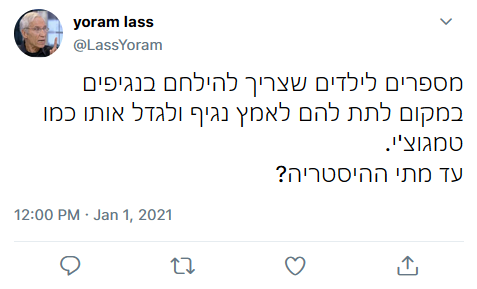 yoram lass
@LassYoram
מספרים לילדים שצריך להילחם בנגיפים
במקום לתת להם לאמץ נגיף ולגדל אותו כמו
טמגוצ'י.
עד מתי ההיסטריה?
12:00 PM · Jan 1, 2021